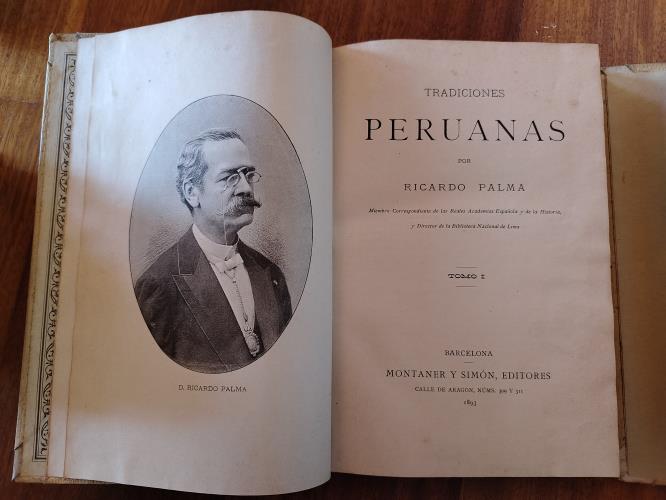 D. RICARDO PALMA
TRADICIONES
PERUANAS
POR
RICARDO PALMA
Miembro Correspondiente de las Reales Academias Española y de la Historia,
y Director de la Biblioteca Nacional de Lima
TOMO I
BARCELONA
MONTANER Y SIMÓN, EDITORES
CALLE DE ARAGON, NÚMS. 309 Y 311
1893